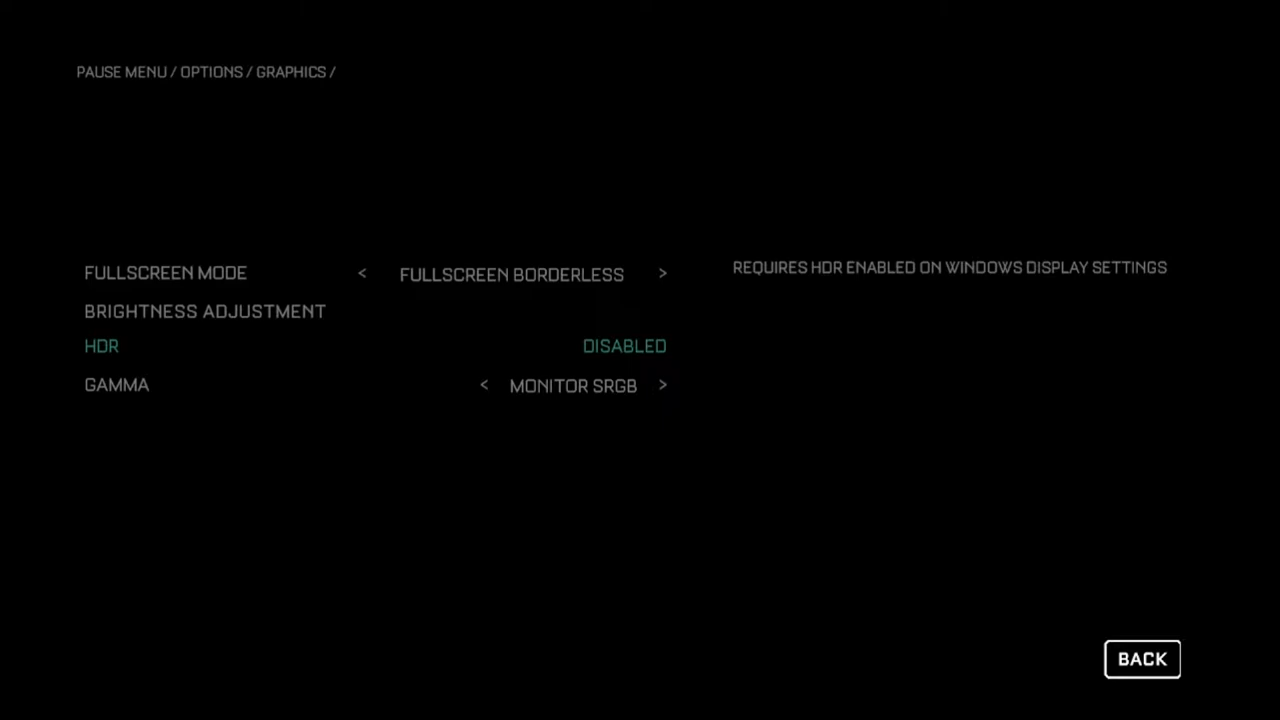 PAUSE MENU / OPTIONS / GRAPHICS /
FULLSCREEN MODE < FULLSCREEN BORDERLESS >
REQUIRES HDR ENABLED ON WINDOWS DISPLAY SETTINGS
BRIGHTNESS ADJUSTMENT
HDR DISABLED
GAMMA < MONITOR SRGB >
BACK